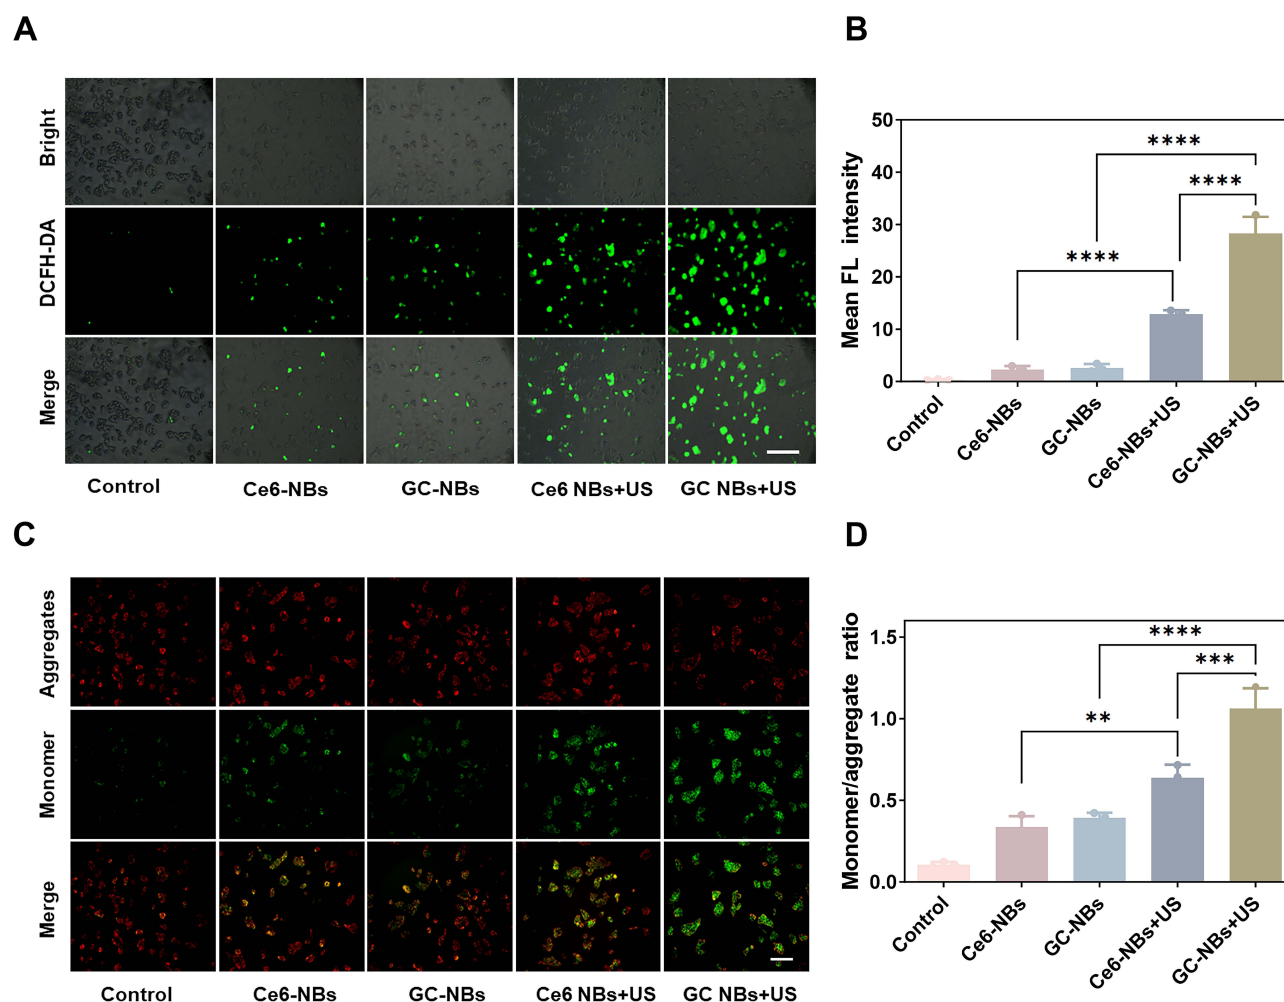 A
Bright
DCFH-DA
Merge
Control
Ce6-NBs
GC-NBs
Ce6 NBs+US
GC NBs+US
B
Mean FL intensity
50
40
30
20
10
0
****
****
****
Control
Ce6-NBs
GC-NBs
Ce6-NBs+US
GC-NBs+US
C
Aggregates
Monomer
Merge
Control
Ce6-NBs
GC-NBs
Ce6 NBs+US
GC NBs+US
D
Monomer/aggregate ratio
1.5
1.0
0.5
0.0
****
***
**
Control
Ce6-NBs
GC-NBs
Ce6-NBs+US
GC-NBs+US